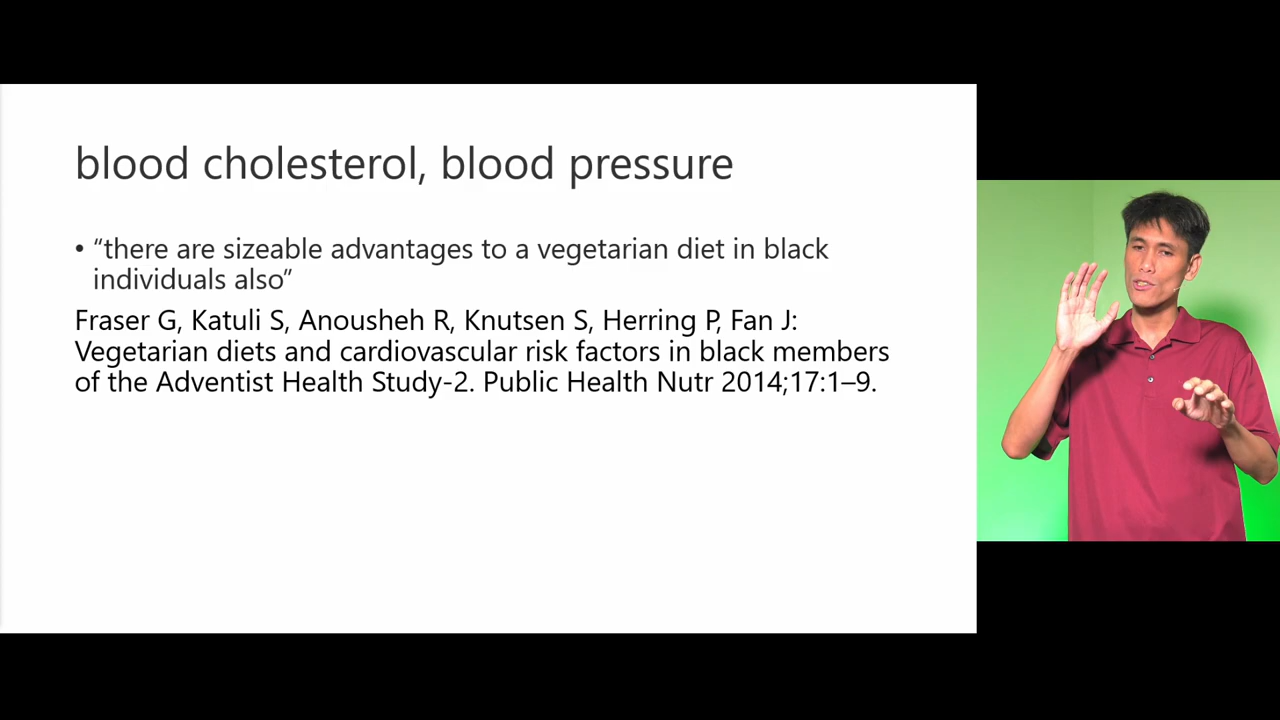 blood cholesterol, blood pressure
• “there are sizeable advantages to a vegetarian diet in black
individuals also”
Fraser G, Katuli S, Anousheh R, Knutsen S, Herring P, Fan J:
Vegetarian diets and cardiovascular risk factors in black members
of the Adventist Health Study-2. Public Health Nutr 2014;17:1–9.